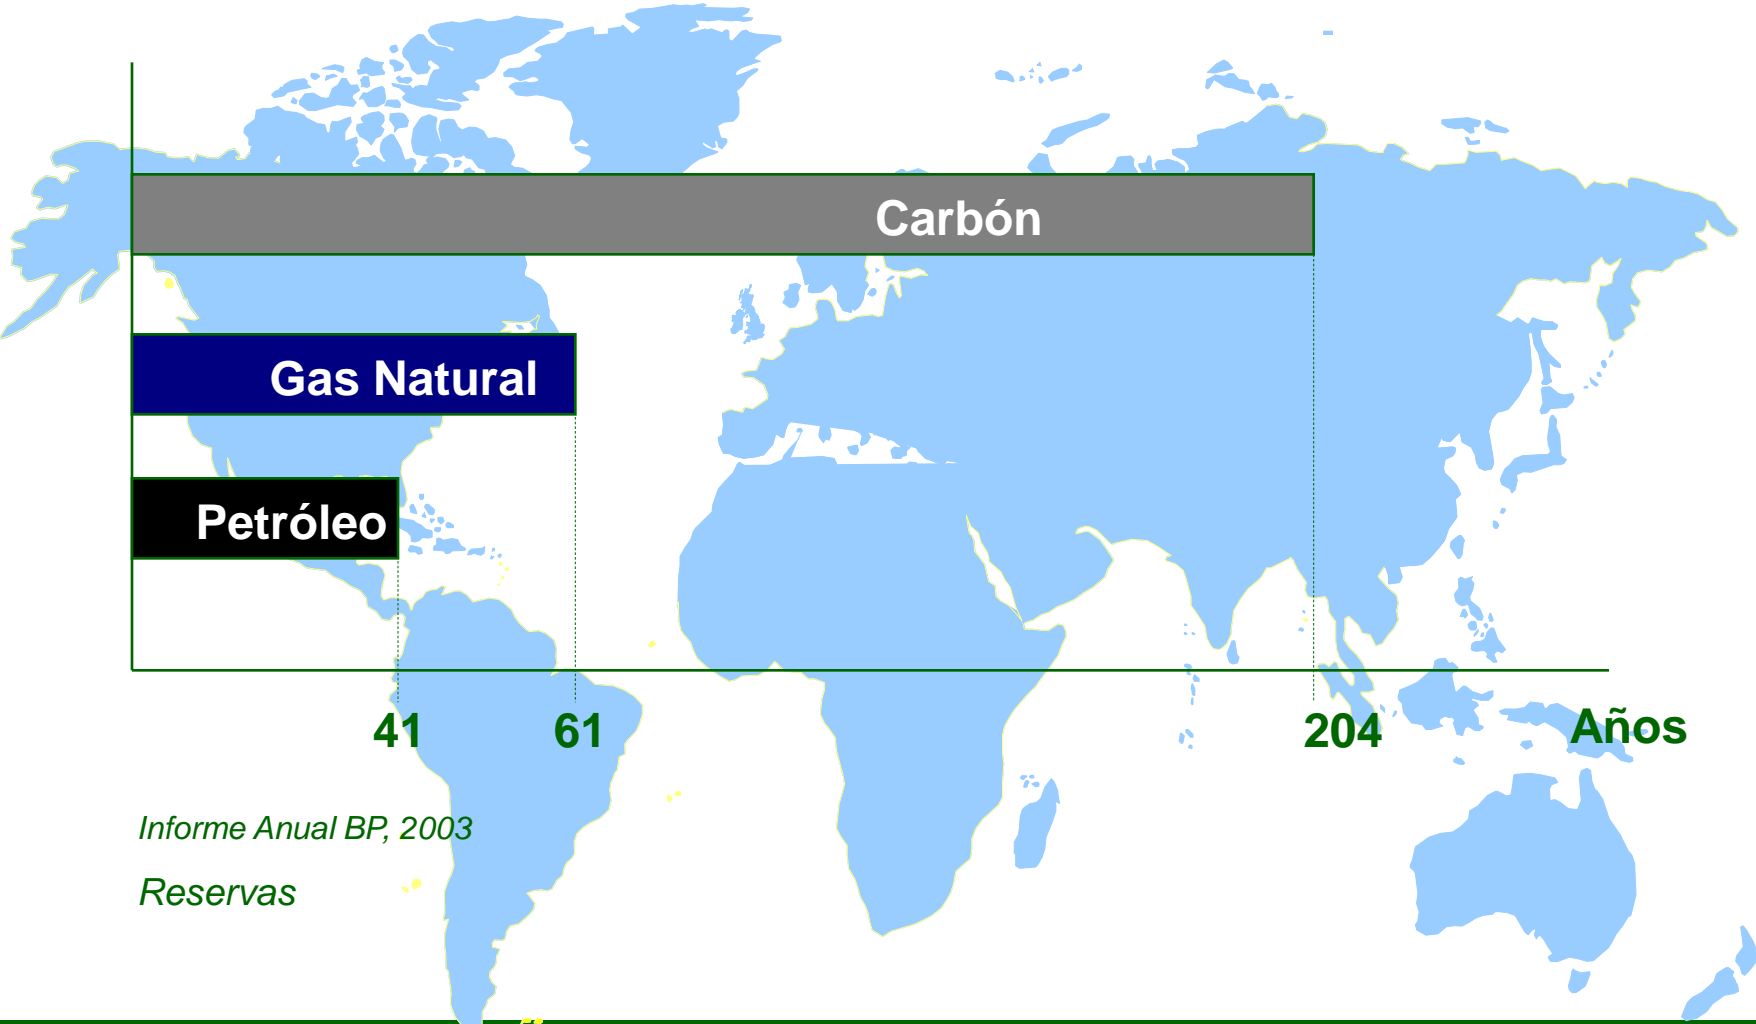 Carbón
Gas Natural
Petróleo
41 61 204 Años
Informe Anual BP, 2003
Reservas